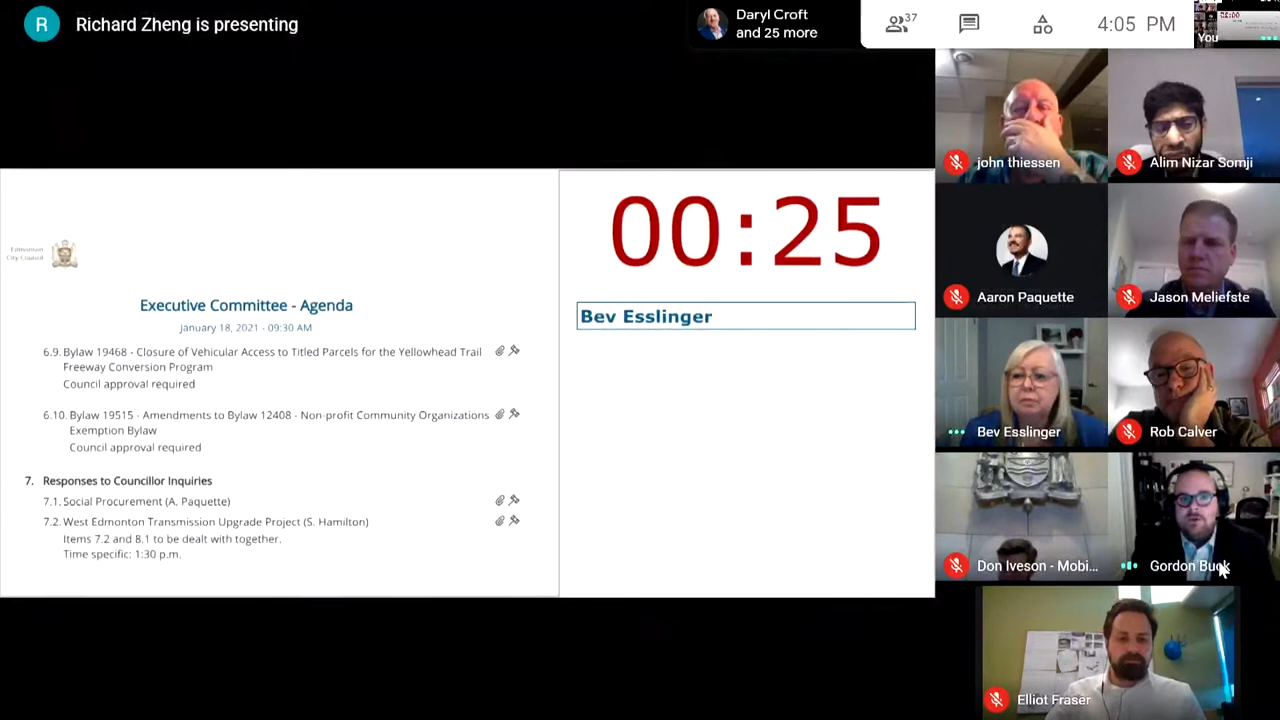 R Richard Zheng is presenting
Daryl Croft
and 25 more
37
4:05 PM
You
Edmonton
City Council
Executive Committee - Agenda
January 18, 2021 - 09:30 AM
6.9. Bylaw 19468 - Closure of Vehicular Access to Titled Parcels for the Yellowhead Trail
Freeway Conversion Program
Council approval required
6.10. Bylaw 19515 - Amendments to Bylaw 12408 - Non-profit Community Organizations
Exemption Bylaw
Council approval required
7. Responses to Councillor Inquiries
7.1. Social Procurement (A. Paquette)
7.2. West Edmonton Transmission Upgrade Project (S. Hamilton)
Items 7.2 and 8.1 to be dealt with together.
Time specific: 1:30 p.m.
00:25
Bev Esslinger
john thiessen
Alim Nizar Somji
Aaron Paquette
Jason Meliefste
Bev Esslinger
Rob Calver
Don Iveson - Mobi...
Gordon Buck
Elliot Fraser